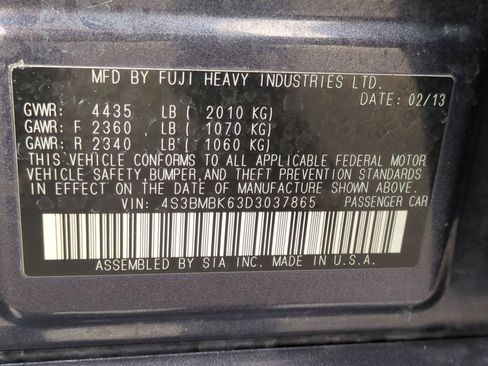 MFD BY FUJI HEAVY INDUSTRIES LTD.
DATE: 02/13
GVWR: 4435 LB ( 2010 KG)
GAWR: F 2360 LB ( 1070 KG)
GAWR: R 2340 LB ( 1060 KG)
THIS VEHICLE CONFORMS TO ALL APPLICABLE FEDERAL MOTOR
VEHICLE SAFETY, BUMPER, AND THEFT PREVENTION STANDARDS
IN EFFECT ON THE DATE OF MANUFACTURE SHOWN ABOVE.
VIN: 4S3BMBK63D3037865 PASSENGER CAR
ASSEMBLED BY SIA INC. MADE IN U.S.A.